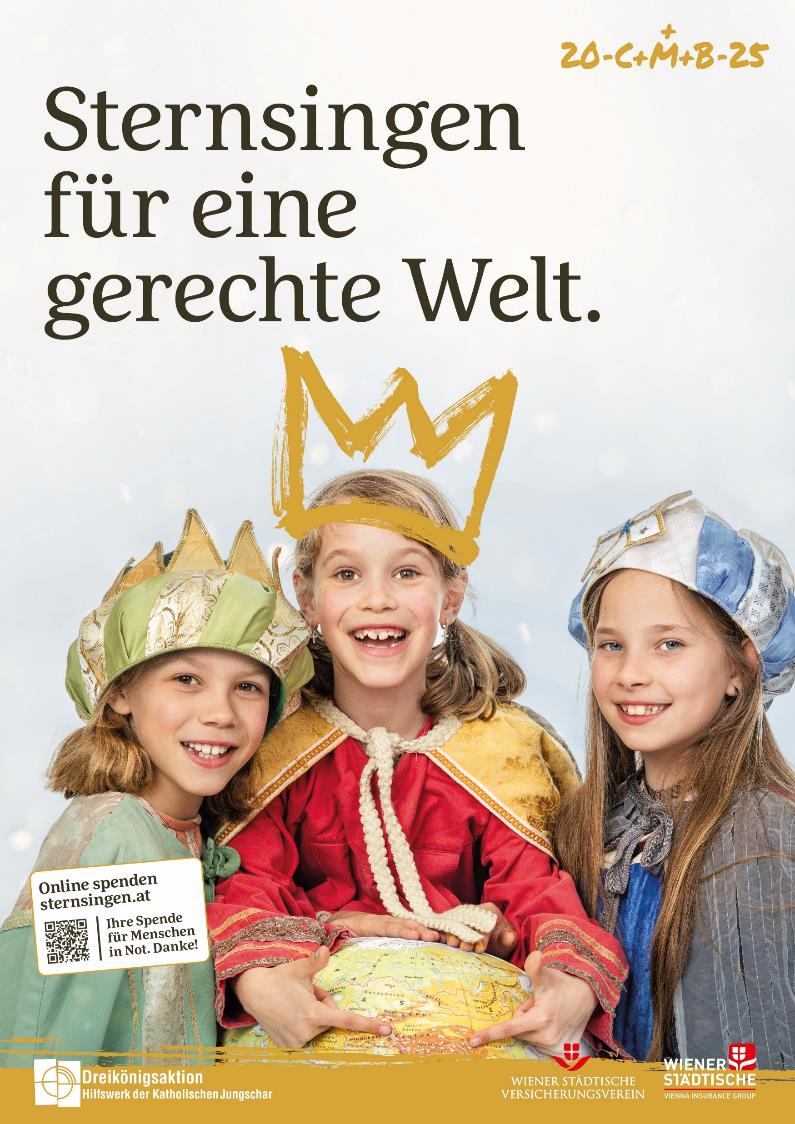 20-C+M+B-25
Sternsingen
für eine
gerechte Welt.
Online spenden
sternsingen.at
Ihre Spende
für Menschen
in Not. Danke!
Dreikönigsaktion
Hilfswerk der Katholischen Jungschar
WIENER STÄDTISCHE
VERSICHERUNGSVEREIN
WIENER
STÄDTISCHE
VIENNA INSURANCE GROUP